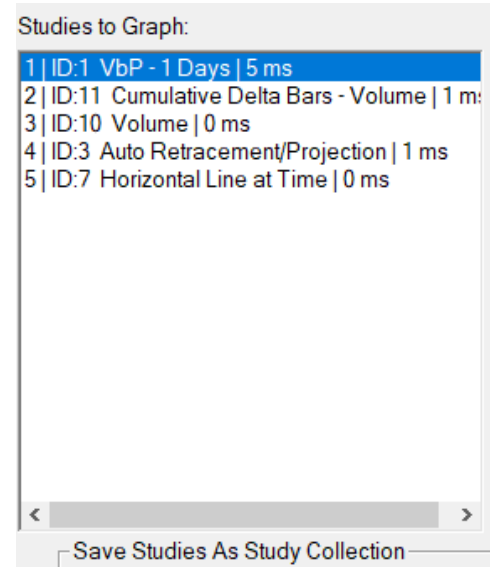 Studies to Graph:
1 | ID:1 VbP - 1 Days | 5 ms
2 | ID:11 Cumulative Delta Bars - Volume | 1 m
3 | ID:10 Volume | 0 ms
4 | ID:3 Auto Retracement/Projection | 1 ms
5 | ID:7 Horizontal Line at Time | 0 ms
Save Studies As Study Collection